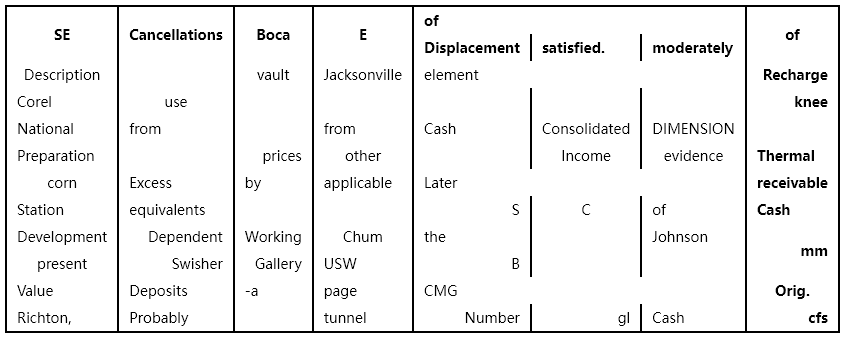 SE Cancellations Boca E of Displacement satisfied. moderately of
Description vault Jacksonville element Recharge
Corel use knee
National from from Cash Consolidated DIMENSION
Preparation prices other Income evidence Thermal
corn Excess by applicable Later receivable
Station equivalents S C of Cash
Development Dependent Working Chum the Johnson
present Swisher Gallery USW B mm
Value Deposits -a page CMG Orig.
Richton, Probably tunnel Number gl Cash cfs